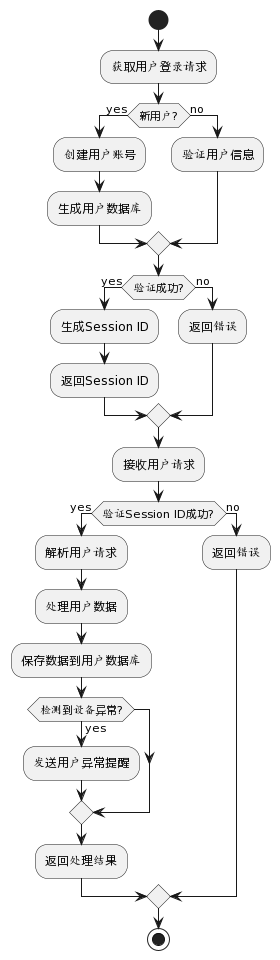 获取用户登录请求
yes
新用户?
no
创建用户账号
验证用户信息
生成用户数据库
yes
验证成功?
no
生成Session ID
返回错误
返回Session ID
接收用户请求
yes
验证Session ID成功?
no
解析用户请求
返回错误
处理用户数据
保存数据到用户数据库
检测到设备异常?
yes
发送用户异常提醒
返回处理结果